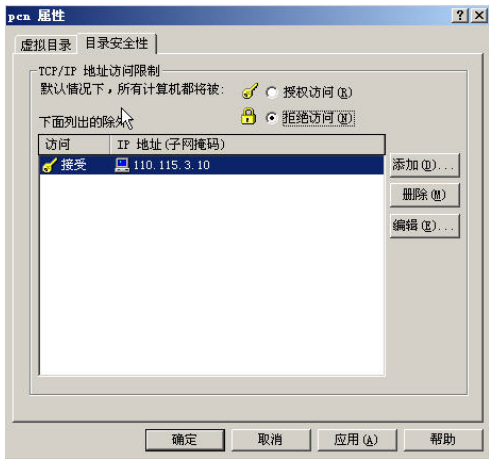 pcn 属性
虚拟目录 目录安全性
TCP/IP 地址访问限制
默认情况下，所有计算机都将被： 授权访问(R)
下面列出的除外 拒绝访问(N)
访问 IP 地址(子网掩码)
接受 110.115.3.10
添加(D)...
删除(M)
编辑(E)...
确定 取消 应用(A) 帮助